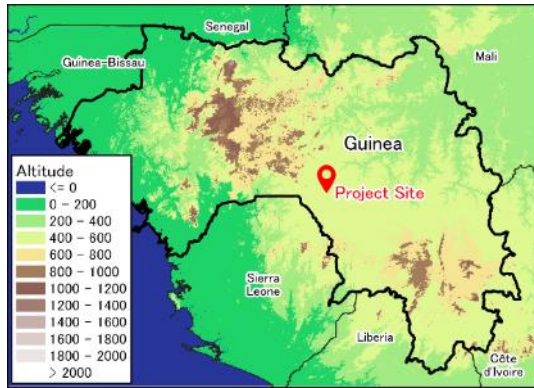 Senegal
Guinea-Bissau
Mali
Guinea
Project Site
Altitude
<= 0
0 - 200
200 - 400
400 - 600
600 - 800
800 - 1000
1000 - 1200
1200 - 1400
1400 - 1600
1600 - 1800
1800 - 2000
> 2000
Sierra
Leone
Liberia
Côte
d'Ivoire